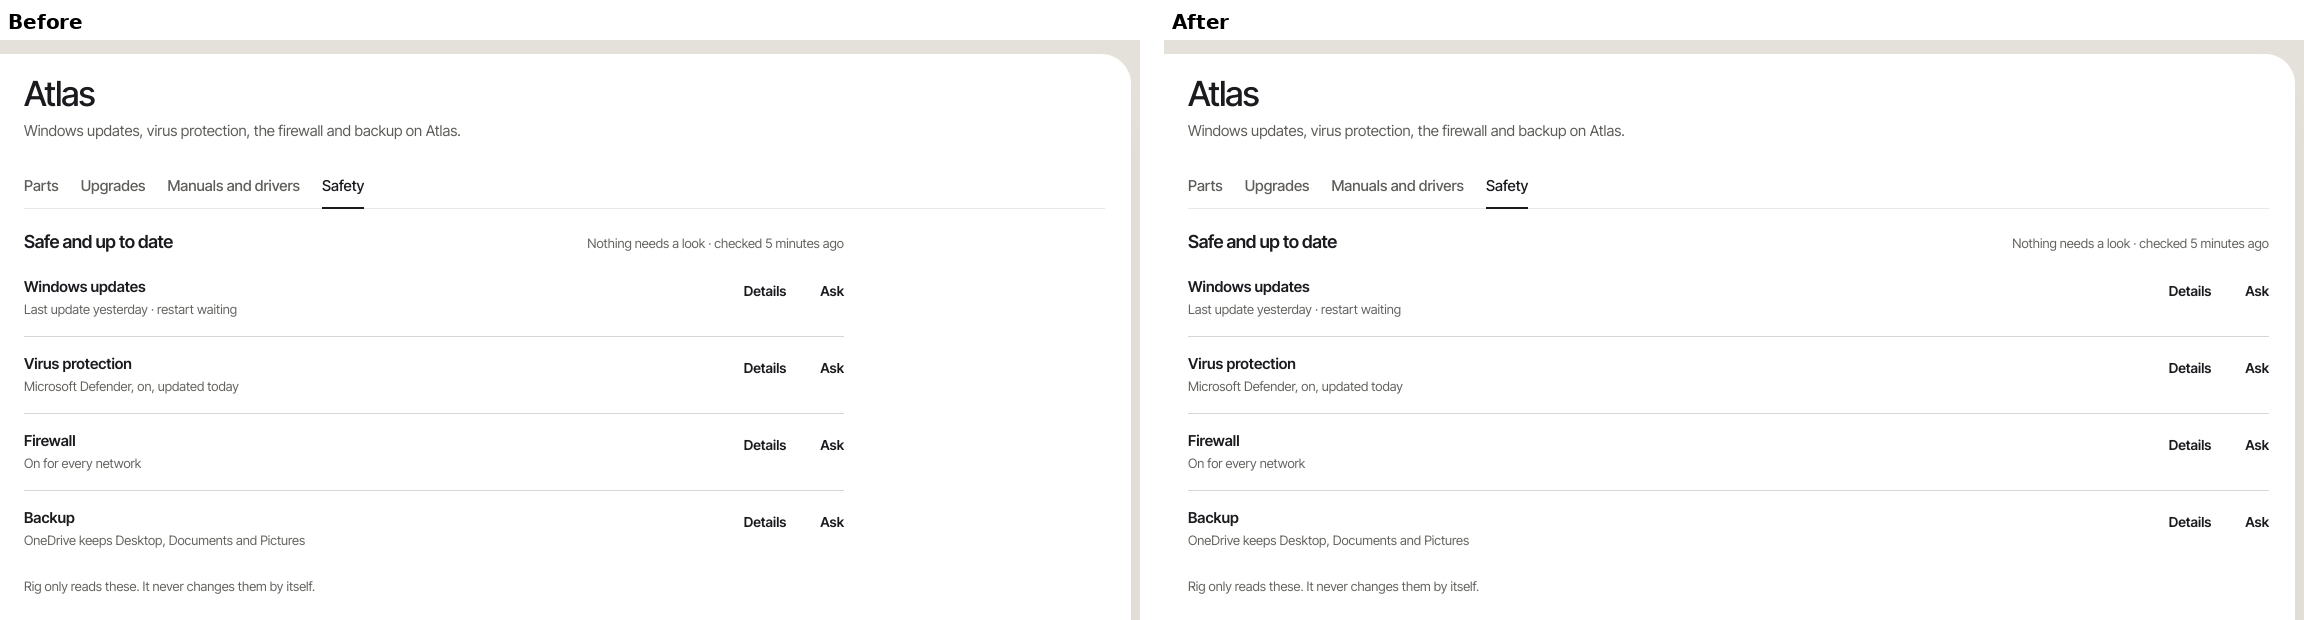 Before
Atlas
Windows updates, virus protection, the firewall and backup on Atlas.
Parts Upgrades Manuals and drivers Safety
Safe and up to date Nothing needs a look · checked 5 minutes ago
Windows updates Details Ask
Last update yesterday · restart waiting
Virus protection Details Ask
Microsoft Defender, on, updated today
Firewall Details Ask
On for every network
Backup Details Ask
OneDrive keeps Desktop, Documents and Pictures
Rig only reads these. It never changes them by itself.
After
Atlas
Windows updates, virus protection, the firewall and backup on Atlas.
Parts Upgrades Manuals and drivers Safety
Safe and up to date Nothing needs a look · checked 5 minutes ago
Windows updates Details Ask
Last update yesterday · restart waiting
Virus protection Details Ask
Microsoft Defender, on, updated today
Firewall Details Ask
On for every network
Backup Details Ask
OneDrive keeps Desktop, Documents and Pictures
Rig only reads these. It never changes them by itself.